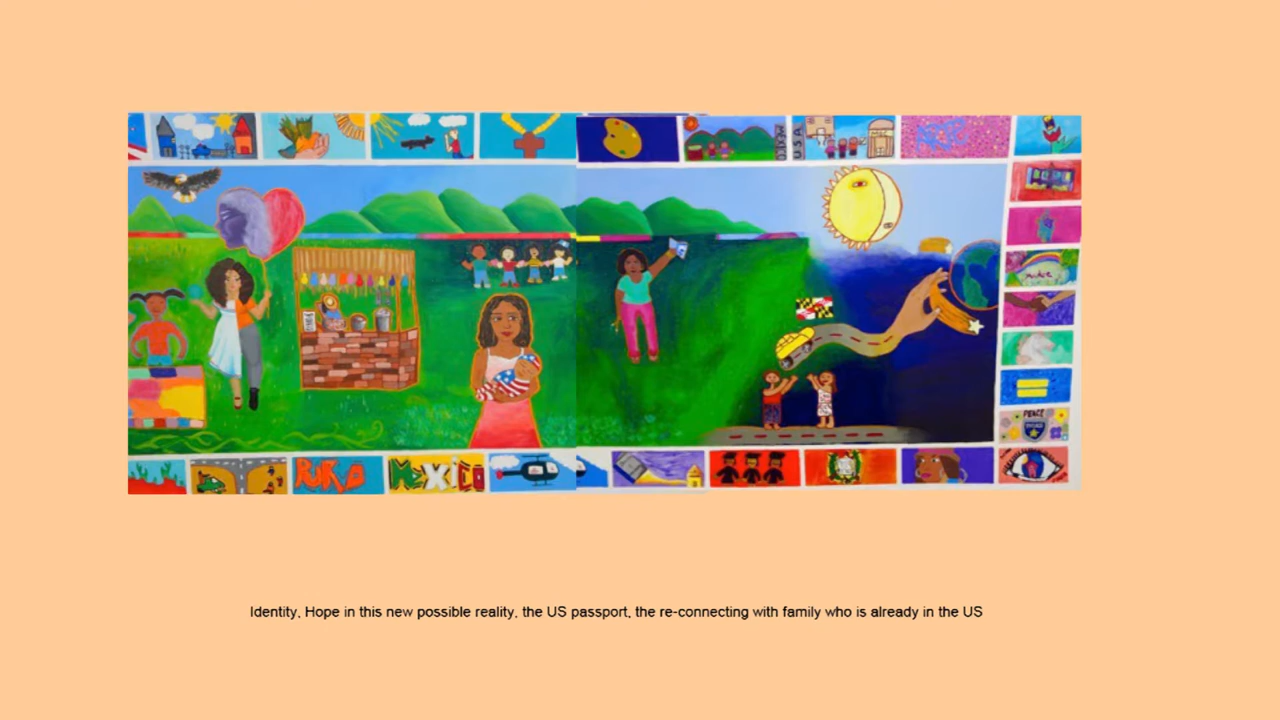 MEXICO
USA
PEACE
MEXICO
Identity, Hope in this new possible reality, the US passport, the re-connecting with family who is already in the US